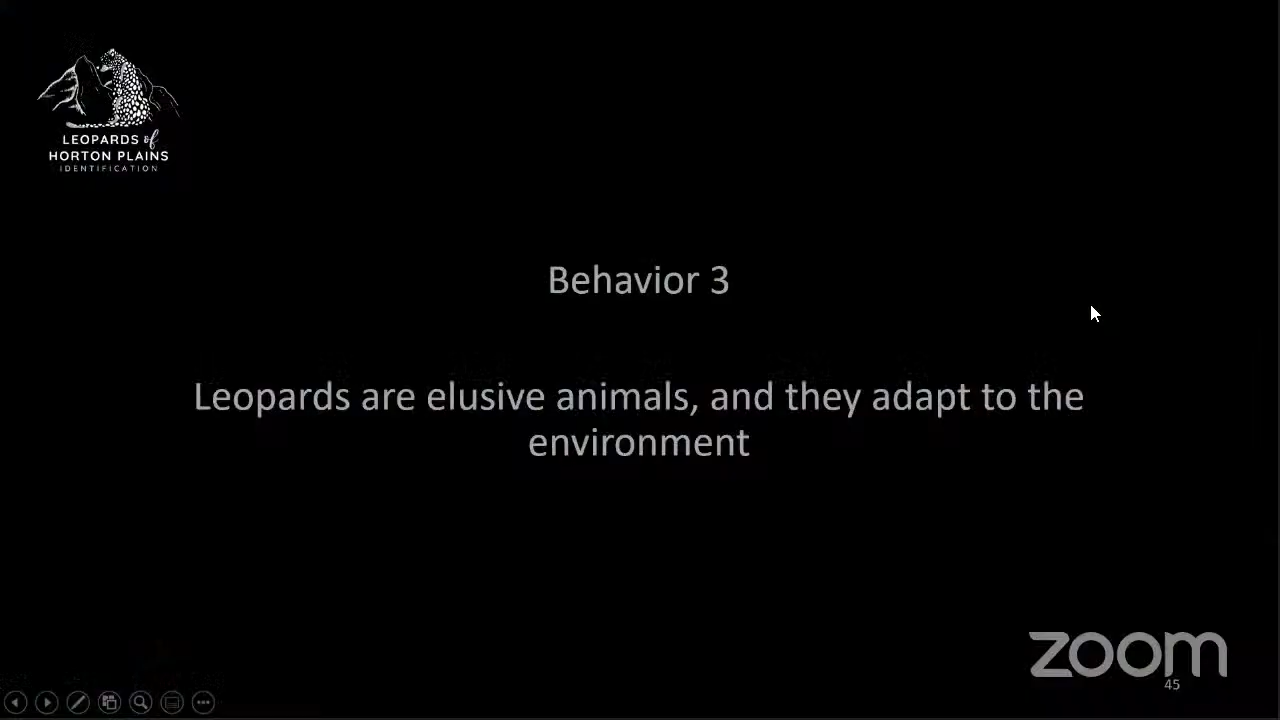 LEOPARDS of
HORTON PLAINS
IDENTIFICATION
Behavior 3
Leopards are elusive animals, and they adapt to the
environment
zoom
45